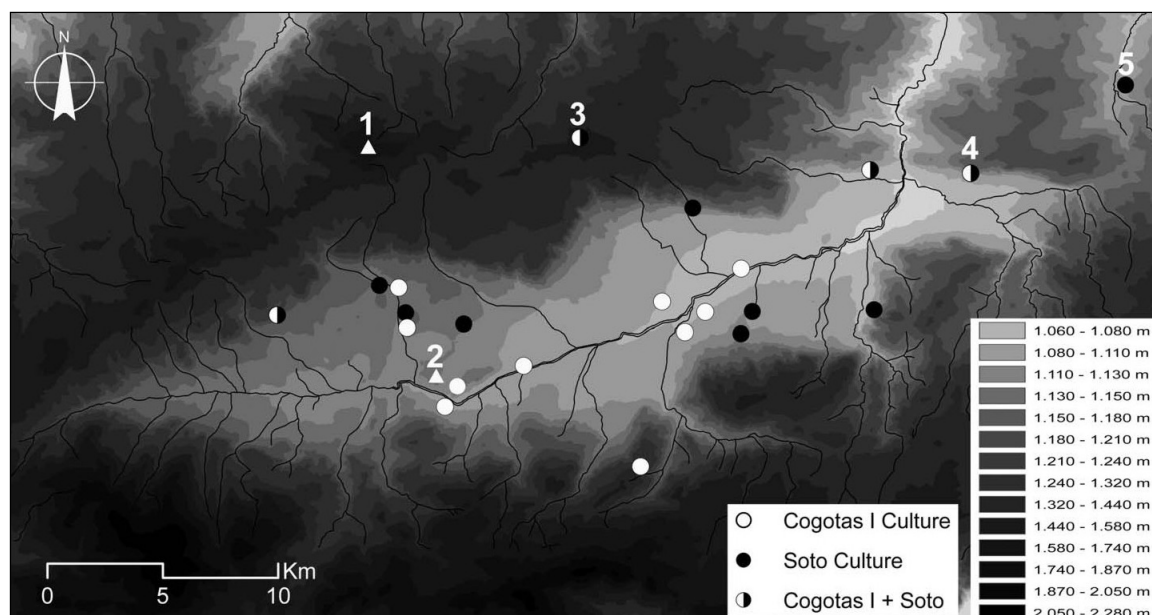 N
1
3
5
4
2
0 5 10 Km
Cogotas I Culture
Soto Culture
Cogotas I + Soto
1.060 - 1.080 m
1.080 - 1.110 m
1.110 - 1.130 m
1.130 - 1.150 m
1.150 - 1.180 m
1.180 - 1.210 m
1.210 - 1.240 m
1.240 - 1.320 m
1.320 - 1.440 m
1.440 - 1.580 m
1.580 - 1.740 m
1.740 - 1.870 m
1.870 - 2.050 m
2.050 - 2.280 m